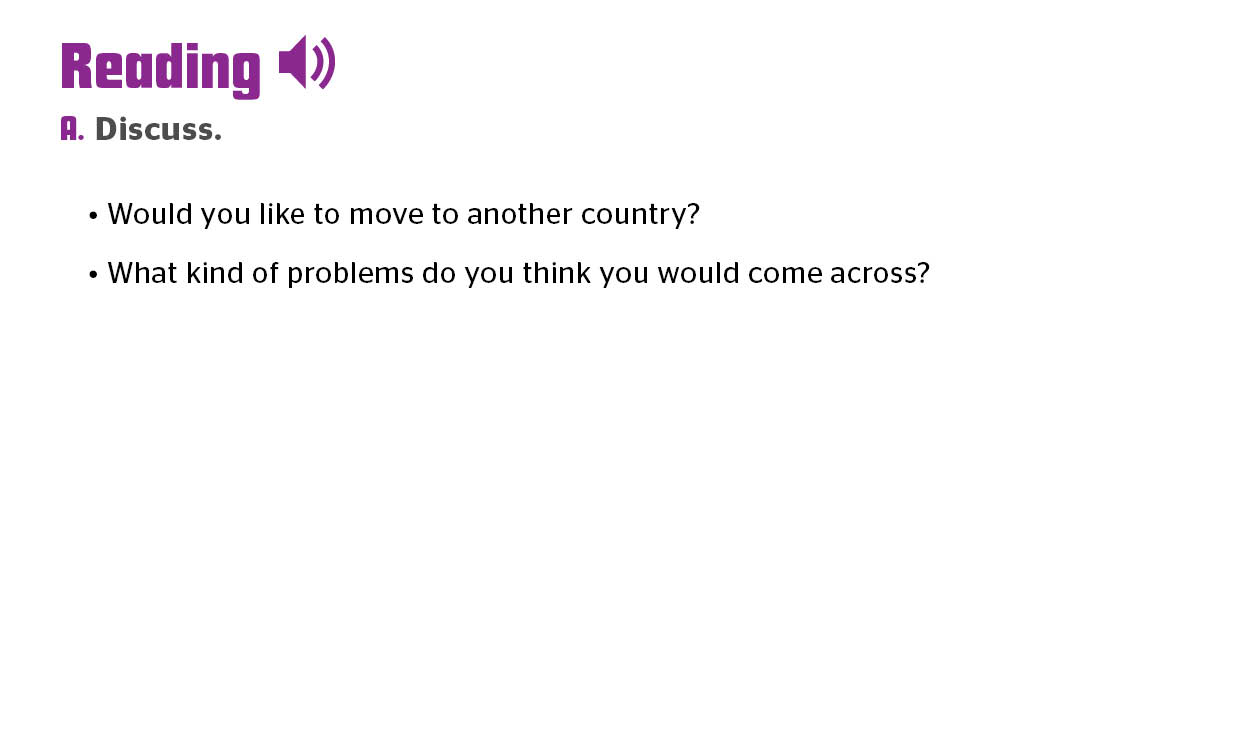 Reading
A. Discuss.
• Would you like to move to another country?
• What kind of problems do you think you would come across?